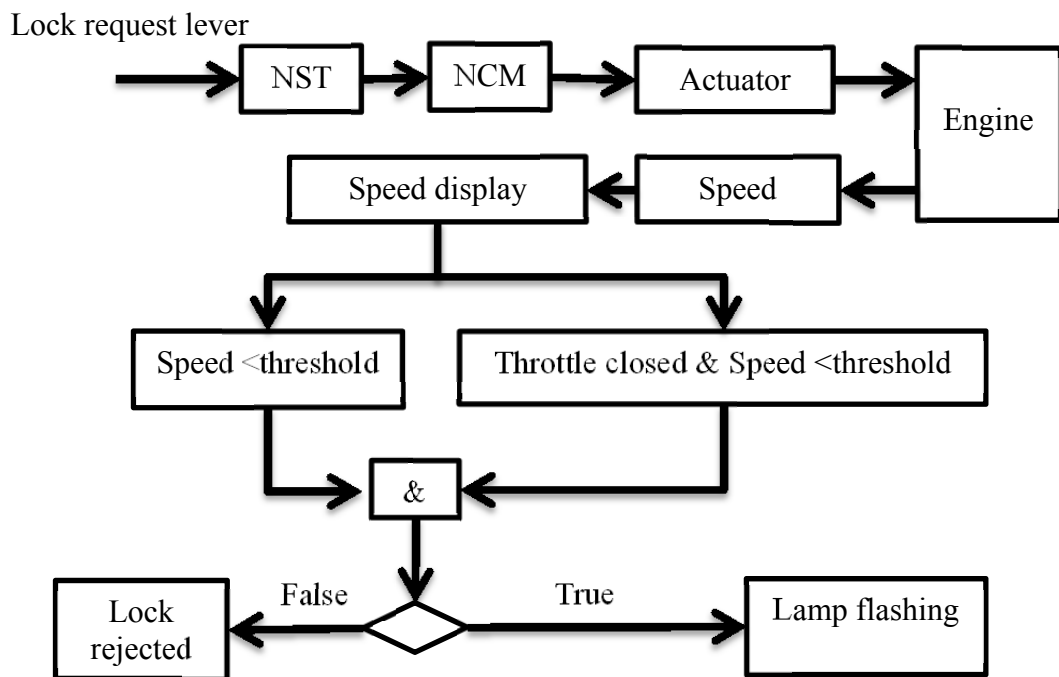 Lock request lever
NST
NCM
Actuator
Engine
Speed display
Speed
Speed <threshold
Throttle closed & Speed <threshold
&
False
True
Lock
rejected
Lamp flashing